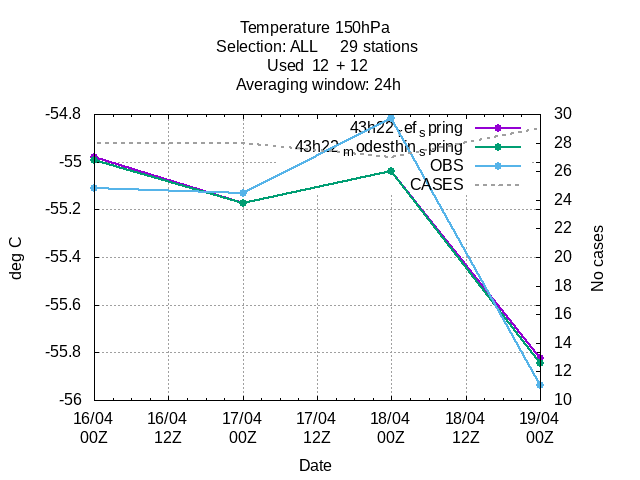 Temperature 150hPa
Selection: ALL 29 stations
Used 12 + 12
Averaging window: 24h
-54.8
-55
-55.2
-55.4
-55.6
-55.8
-56
deg C
30
28
26
24
22
20
18
16
14
12
10
No cases
OBS
CASES
16/04 00Z
16/04 12Z
17/04 00Z
17/04 12Z
18/04 00Z
18/04 12Z
19/04 00Z
Date